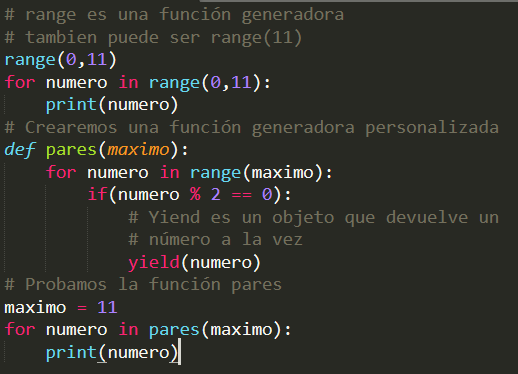 # range es una función generadora
# tambien puede ser range(11)
range(0,11)
for numero in range(0,11):
    print(numero)
# Crearemos una función generadora personalizada
def pares(maximo):
    for numero in range(maximo):
        if(numero % 2 == 0):
            # Yiend es un objeto que devuelve un
            # número a la vez
            yield(numero)
# Probamos la función pares
maximo = 11
for numero in pares(maximo):
    print(numero)